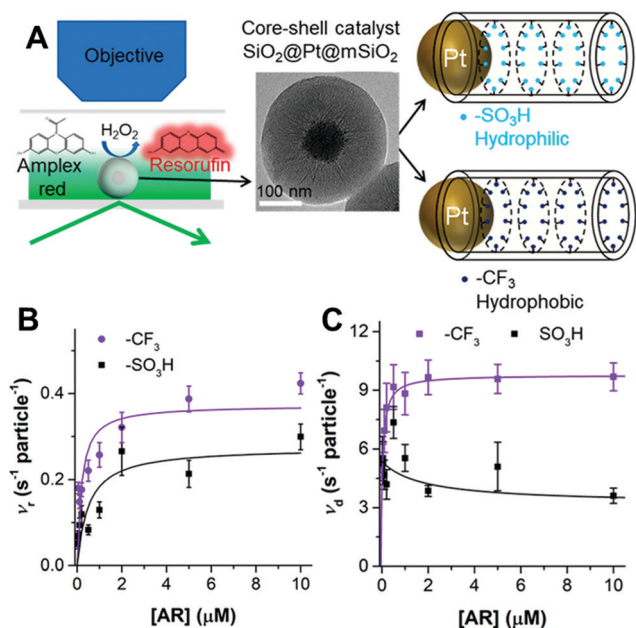 A
Objective
H₂O₂
Amplex
red
Resorufin
Core-shell catalyst
SiO₂@Pt@mSiO₂
100 nm
Pt
-SO₃H
Hydrophilic
Pt
-CF₃
Hydrophobic
B
-CF₃
-SO₃H
0.4
0.2
0.0
νr (s⁻¹ particle⁻¹)
0 2 4 6 8 10
[AR] (μM)
C
-CF₃ SO₃H
12
9
6
3
0
νd (s⁻¹ particle⁻¹)
0 2 4 6 8 10
[AR] (μM)